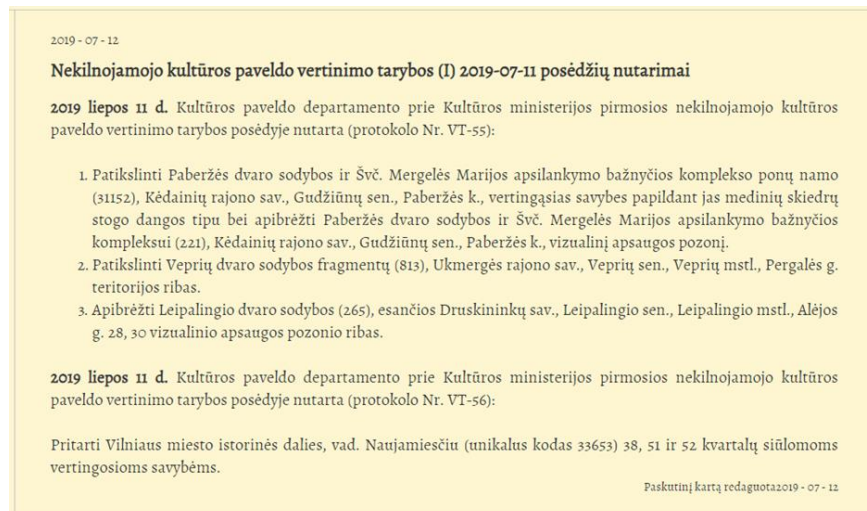 2019 - 07 - 12
Nekilnojamojo kultūros paveldo vertinimo tarybos (I) 2019-07-11 posėdžių nutarimai
2019 liepos 11 d. Kultūros paveldo departamento prie Kultūros ministerijos pirmosios nekilnojamojo kultūros
paveldo vertinimo tarybos posėdyje nutarta (protokolo Nr. VT-55):
1. Patikslinti Paberžės dvaro sodybos ir Švč. Mergelės Marijos apsilankymo bažnyčios komplekso ponų namo
(31152), Kėdainių rajono sav., Gudžiūnų sen., Paberžės k., vertingąsias savybes papildant jas medinių skiedrų
stogo dangos tipu bei apibrėžti Paberžės dvaro sodybos ir Švč. Mergelės Marijos apsilankymo bažnyčios
kompleksui (221), Kėdainių rajono sav., Gudžiūnų sen., Paberžės k., vizualinį apsaugos pozonį.
2. Patikslinti Veprių dvaro sodybos fragmentų (813), Ukmergės rajono sav., Veprių sen., Veprių mstl., Pergalės g.
teritorijos ribas.
3. Apibrėžti Leipalingio dvaro sodybos (265), esančios Druskininkų sav., Leipalingio sen., Leipalingio mstl., Alėjos
g. 28, 30 vizualinio apsaugos pozonio ribas.
2019 liepos 11 d. Kultūros paveldo departamento prie Kultūros ministerijos pirmosios nekilnojamojo kultūros
paveldo vertinimo tarybos posėdyje nutarta (protokolo Nr. VT-56):
Pritarti Vilniaus miesto istorinės dalies, vad. Naujamiesčiu (unikalus kodas 33653) 38, 51 ir 52 kvartalų siūlomoms
vertingosioms savybėms.
Paskutinį kartą redaguota2019 - 07 - 12